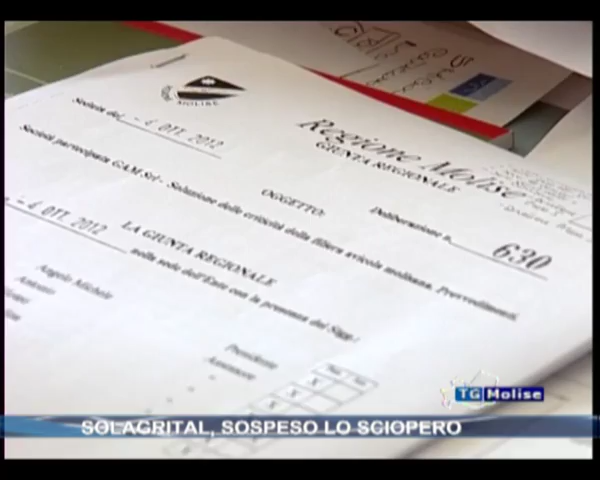 MOLISE
Regione Molise
GIUNTA REGIONALE
Seduta del - 4 OTT. 2012
Deliberazione n. 630
OGGETTO:
Società partecipata GAM Srl - Soluzione delle criticità della filiera avicola molisana. Provvedimenti.
- 4 OTT. 2012
LA GIUNTA REGIONALE
nella sede dell'Ente con la presenza dei Sigg.:
Angelo Michele
Antonio
Presidente
Assessore
TG Molise
SOLAGRITAL, SOSPESO LO SCIOPERO